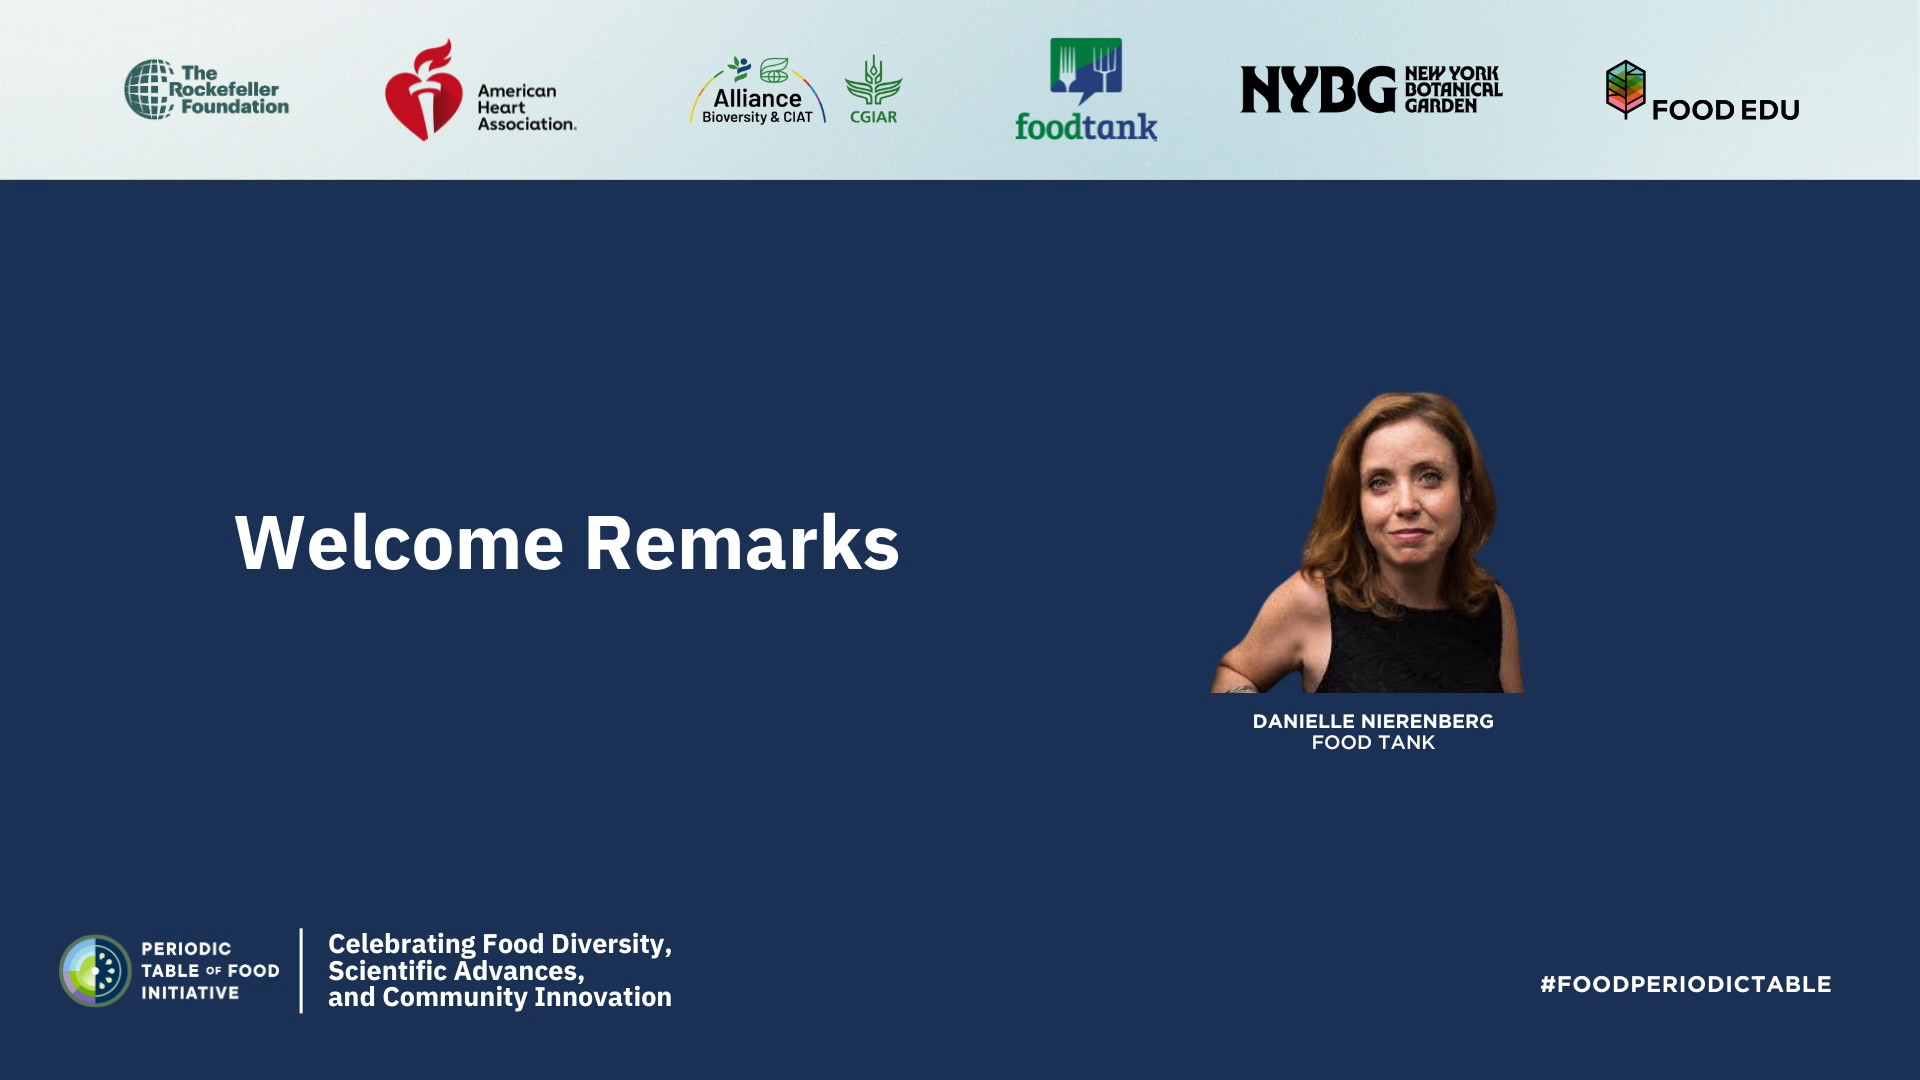 The
Rockefeller
Foundation
American
Heart
Association.
Alliance
Bioversity & CIAT
CGIAR
foodtank
NYBG
NEW YORK
BOTANICAL
GARDEN
FOOD EDU
Welcome Remarks
DANIELLE NIERENBERG
FOOD TANK
PERIODIC
TABLE OF FOOD
INITIATIVE
Celebrating Food Diversity,
Scientific Advances,
and Community Innovation
#FOODPERIODICTABLE